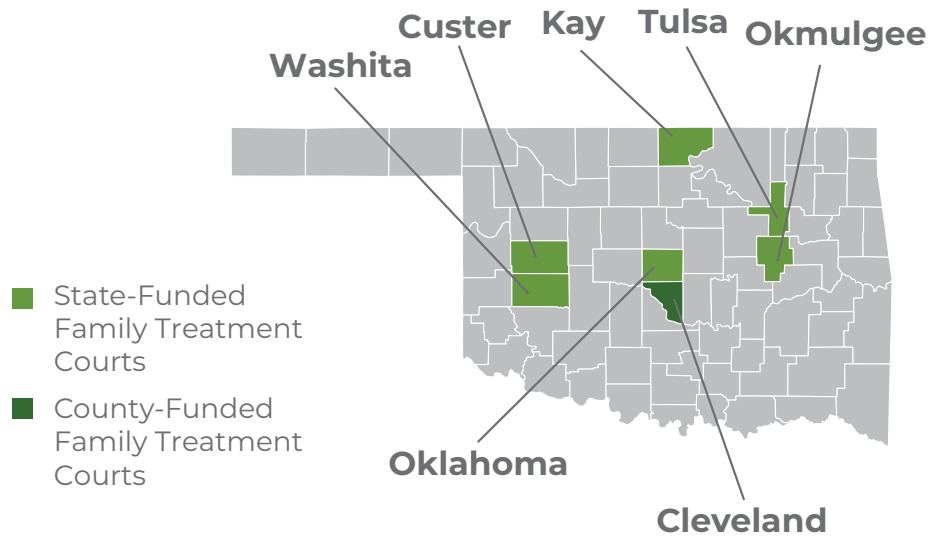 Custer
Kay
Tulsa
Okmulgee
Washita
State-Funded
Family Treatment
Courts
County-Funded
Family Treatment
Courts
Oklahoma
Cleveland